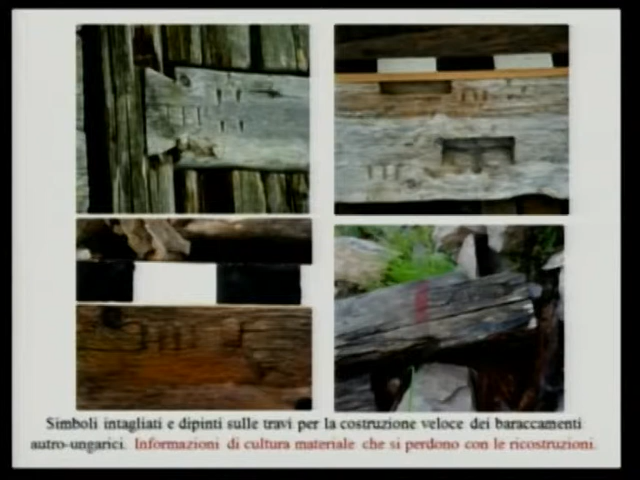 Simboli intagliati e dipinti sulle travi per la costruzione veloce dei baraccamenti
autro-ungarici. Informazioni di cultura materiale che si perdono con le ricostruzioni.